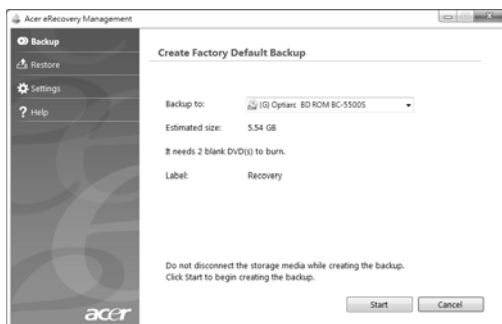 Acer eRecovery Management
Backup
Restore
Settings
Help
Create Factory Default Backup
Backup to: (G) Optiarc BD ROM BC-5500S
Estimated size: 5.54 GB
It needs 2 blank DVD(s) to burn.
Label: Recovery
Do not disconnect the storage media while creating the backup.
Click Start to begin creating the backup.
Start Cancel
acer